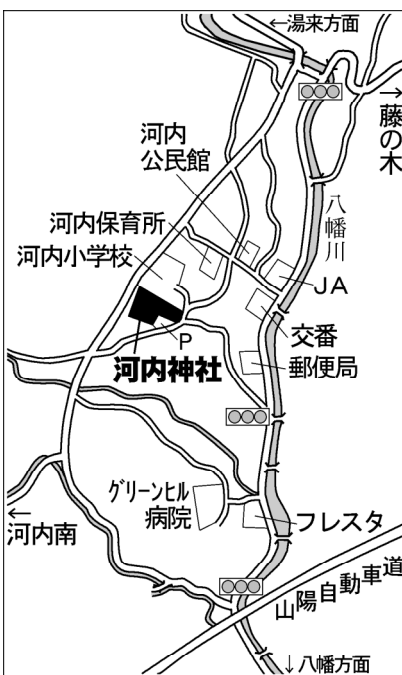 ←湯来方面
→
藤の木
河内
公民館
八幡川
河内保育所
河内小学校
JA
交番
P
河内神社
郵便局
グリーンヒル
病院
フレスタ
←
河内南
山陽自動車道
↓八幡方面